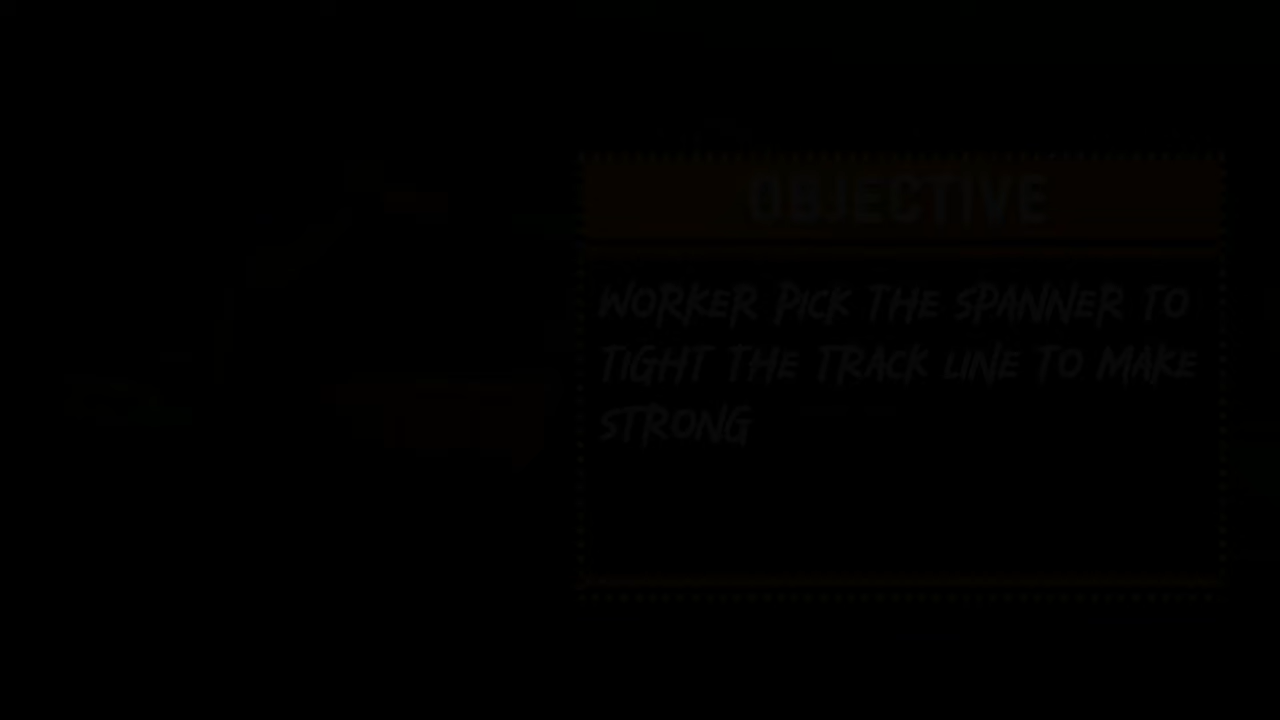 OBJECTIVE
WORKER PICK THE SPANNER TO
TIGHT THE TRACK LINE TO MAKE
STRONG